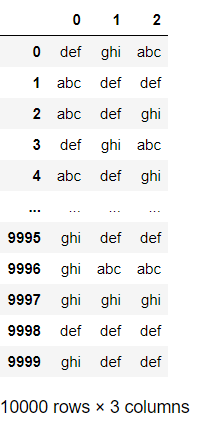 0 1 2
0 def ghi abc
1 abc def def
2 abc def ghi
3 def ghi abc
4 abc def ghi
... ... ... ...
9995 ghi def def
9996 ghi abc abc
9997 ghi ghi ghi
9998 def def def
9999 ghi def def
10000 rows × 3 columns